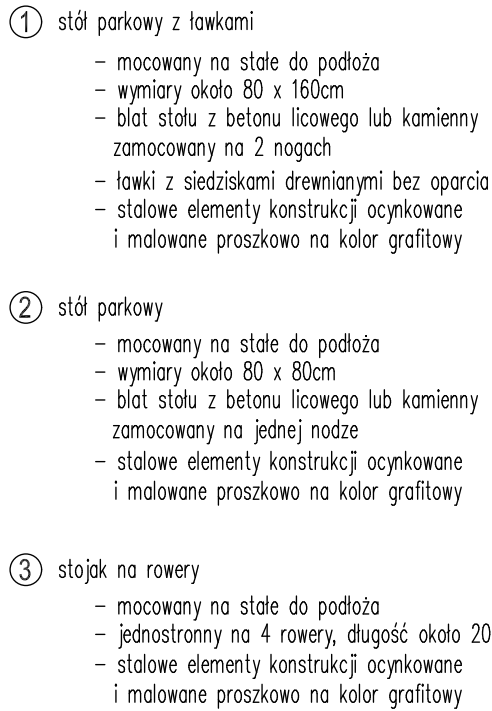 1 stół parkowy z ławkami
– mocowany na stałe do podłoża
– wymiary około 80 x 160cm
– blat stołu z betonu licowego lub kamienny
zamocowany na 2 nogach
– ławki z siedziskami drewnianymi bez oparcia
– stalowe elementy konstrukcji ocynkowane
i malowane proszkowo na kolor grafitowy
2 stół parkowy
– mocowany na stałe do podłoża
– wymiary około 80 x 80cm
– blat stołu z betonu licowego lub kamienny
zamocowany na jednej nodze
– stalowe elementy konstrukcji ocynkowane
i malowane proszkowo na kolor grafitowy
3 stojak na rowery
– mocowany na stałe do podłoża
– jednostronny na 4 rowery, długość około 20
– stalowe elementy konstrukcji ocynkowane
i malowane proszkowo na kolor grafitowy